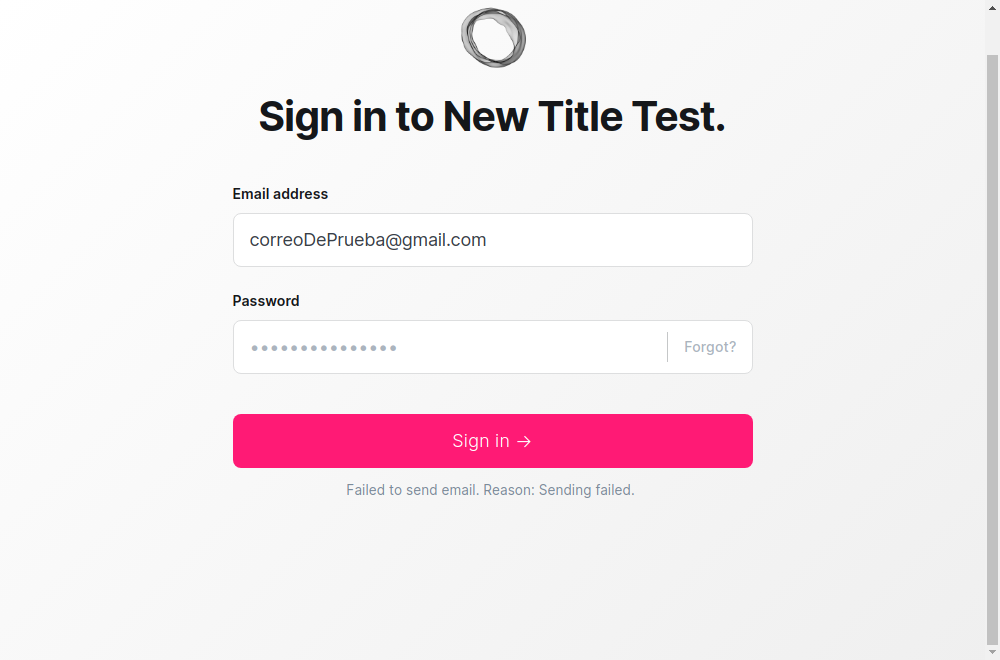 Sign in to New Title Test.
Email address
correoDePrueba@gmail.com
Password
•••••••••••••••
Forgot?
Sign in →
Failed to send email. Reason: Sending failed.